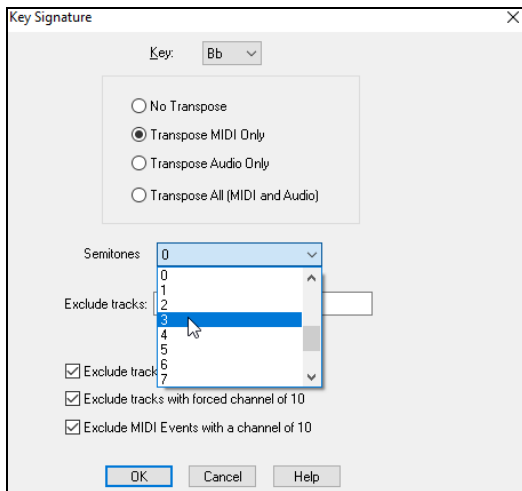 Key Signature
Key: Bb
No Transpose
Transpose MIDI Only
Transpose Audio Only
Transpose All (MIDI and Audio)
Semitones 0
0
1
Exclude tracks: 2
3
4
5
6
Exclude track
7
Exclude tracks with forced channel of 10
Exclude MIDI Events with a channel of 10
OK Cancel Help